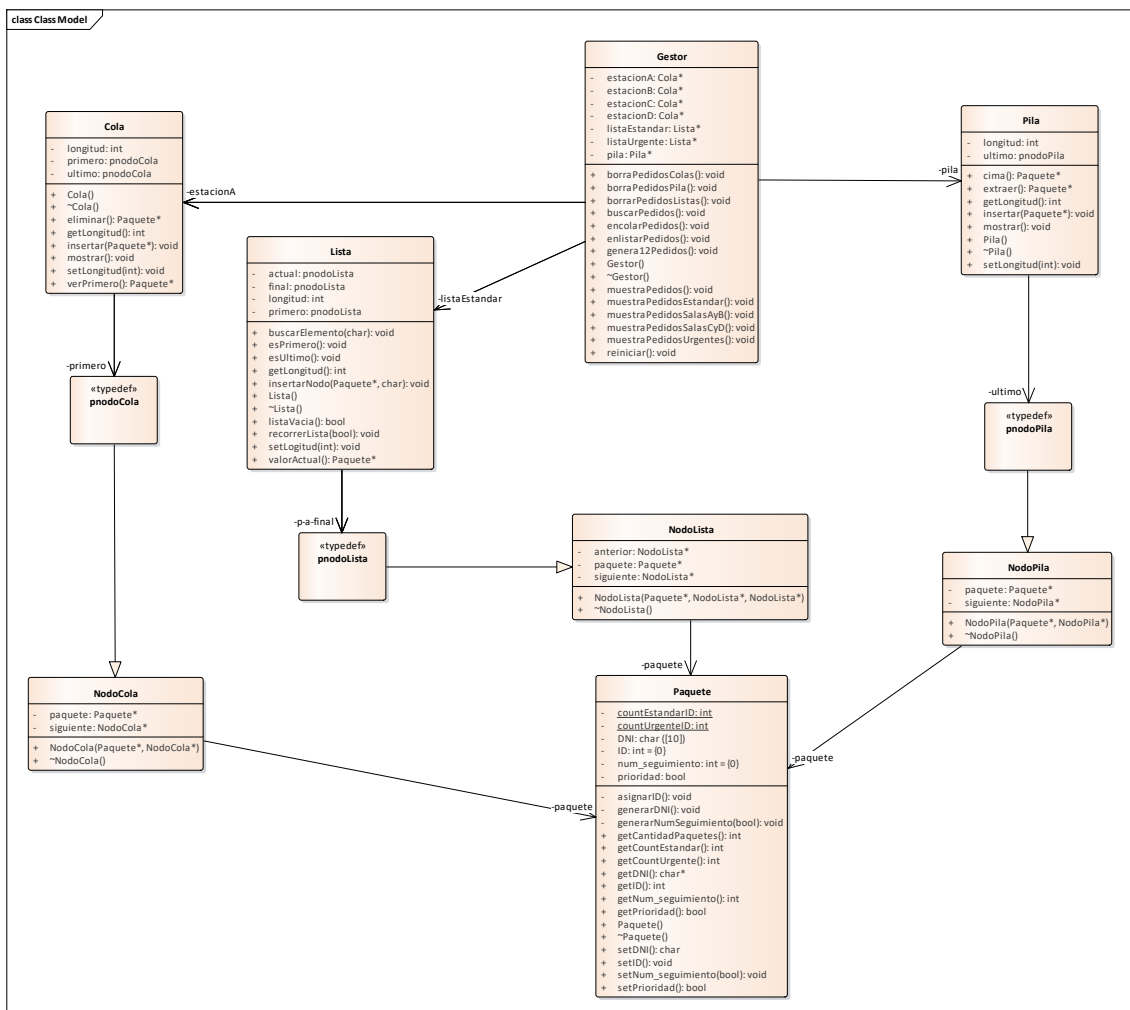 class Class Model
Gestor
- estacionA: Cola*
- estacionB: Cola*
- estacionC: Cola*
- estacionD: Cola*
- listaEstandar: Lista*
- listaUrgente: Lista*
- pila: Pila*
+ borraPedidosColas(): void
+ borraPedidosPila(): void
+ borrarPedidosListas(): void
+ buscarPedidos(): void
+ encolarPedidos(): void
+ enlistarPedidos(): void
+ genera12Pedidos(): void
+ Gestor()
+ ~Gestor()
+ muestraPedidos(): void
+ muestraPedidosEstandar(): void
+ muestraPedidosSalasAyB(): void
+ muestraPedidosSalasCyD(): void
+ muestraPedidosUrgentes(): void
+ reiniciar(): void
Cola
- longitud: int
- primero: pnodoCola
- ultimo: pnodoCola
+ Cola()
+ ~Cola()
+ eliminar(): Paquete*
+ getLongitud(): int
+ insertar(Paquete*): void
+ mostrar(): void
+ setLongitud(int): void
+ verPrimero(): Paquete*
Pila
- longitud: int
- ultimo: pnodoPila
+ cima(): Paquete*
+ extraer(): Paquete*
+ getLongitud(): int
+ insertar(Paquete*): void
+ mostrar(): void
+ Pila()
+ ~Pila()
+ setLongitud(int): void
-estacionA
-pila
-listaEstandar
Lista
- actual: pnodoLista
- final: pnodoLista
- longitud: int
- primero: pnodoLista
+ buscarElemento(char): void
+ esPrimero(): void
+ esUltimo(): void
+ getLongitud(): int
+ insertarNodo(Paquete*, char): void
+ Lista()
+ ~Lista()
+ listaVacia(): bool
+ recorrerLista(bool): void
+ setLogitud(int): void
+ valorActual(): Paquete*
-primero
«typedef»
pnodoCola
-ultimo
«typedef»
pnodoPila
-p-a-final
«typedef»
pnodoLista
NodoLista
- anterior: NodoLista*
- paquete: Paquete*
- siguiente: NodoLista*
+ NodoLista(Paquete*, NodoLista*, NodoLista*)
+ ~NodoLista()
NodoPila
- paquete: Paquete*
- siguiente: NodoPila*
+ NodoPila(Paquete*, NodoPila*)
+ ~NodoPila()
NodoCola
- paquete: Paquete*
- siguiente: NodoCola*
+ NodoCola(Paquete*, NodoCola*)
+ ~NodoCola()
-paquete
-paquete
-paquete
Paquete
- countEstandarID: int
- countUrgenteID: int
- DNI: char ([10])
- ID: int = {0}
- num_seguimiento: int = {0}
- prioridad: bool
- asignarID(): void
- generarDNI(): void
- generarNumSeguimiento(bool): void
+ getCantidadPaquetes(): int
+ getCountEstandar(): int
+ getCountUrgente(): int
+ getDNI(): char*
+ getID(): int
+ getNum_seguimiento(): int
+ getPrioridad(): bool
+ Paquete()
+ ~Paquete()
+ setDNI(): char
+ setID(): void
+ setNum_seguimiento(bool): void
+ setPrioridad(): bool